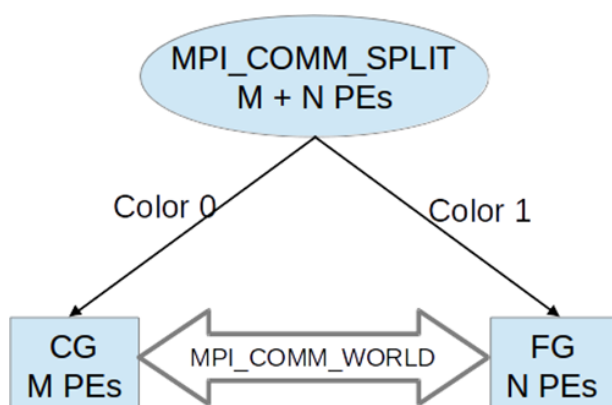 MPI_COMM_SPLIT
M + N PEs
Color 0
Color 1
CG
M PEs
MPI_COMM_WORLD
FG
N PEs